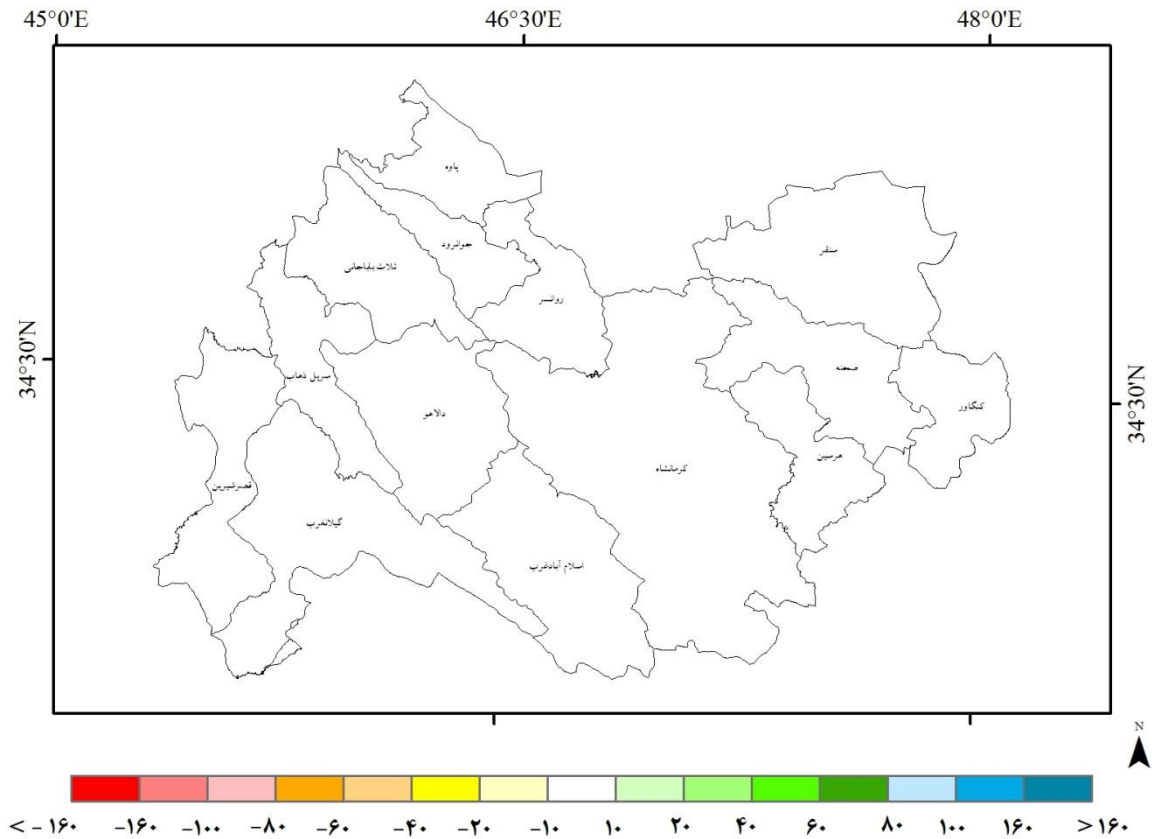 45°0'E 46°30'E 48°0'E
پاوه
جوانرود
سنقر
ثلاث باباجانی
روانسر
34°30'N
34°30'N
صحنه
سرپل ذهاب
کنگاور
دالاهو
هرسین
کرمانشاه
قصرشیرین
گیلانغرب
اسلام آبادغرب
N
< -۱۶۰ -۱۶۰ -۱۰۰ -۸۰ -۶۰ -۴۰ -۲۰ -۱۰ ۱۰ ۲۰ ۴۰ ۶۰ ۸۰ ۱۰۰ ۱۶۰ >۱۶۰